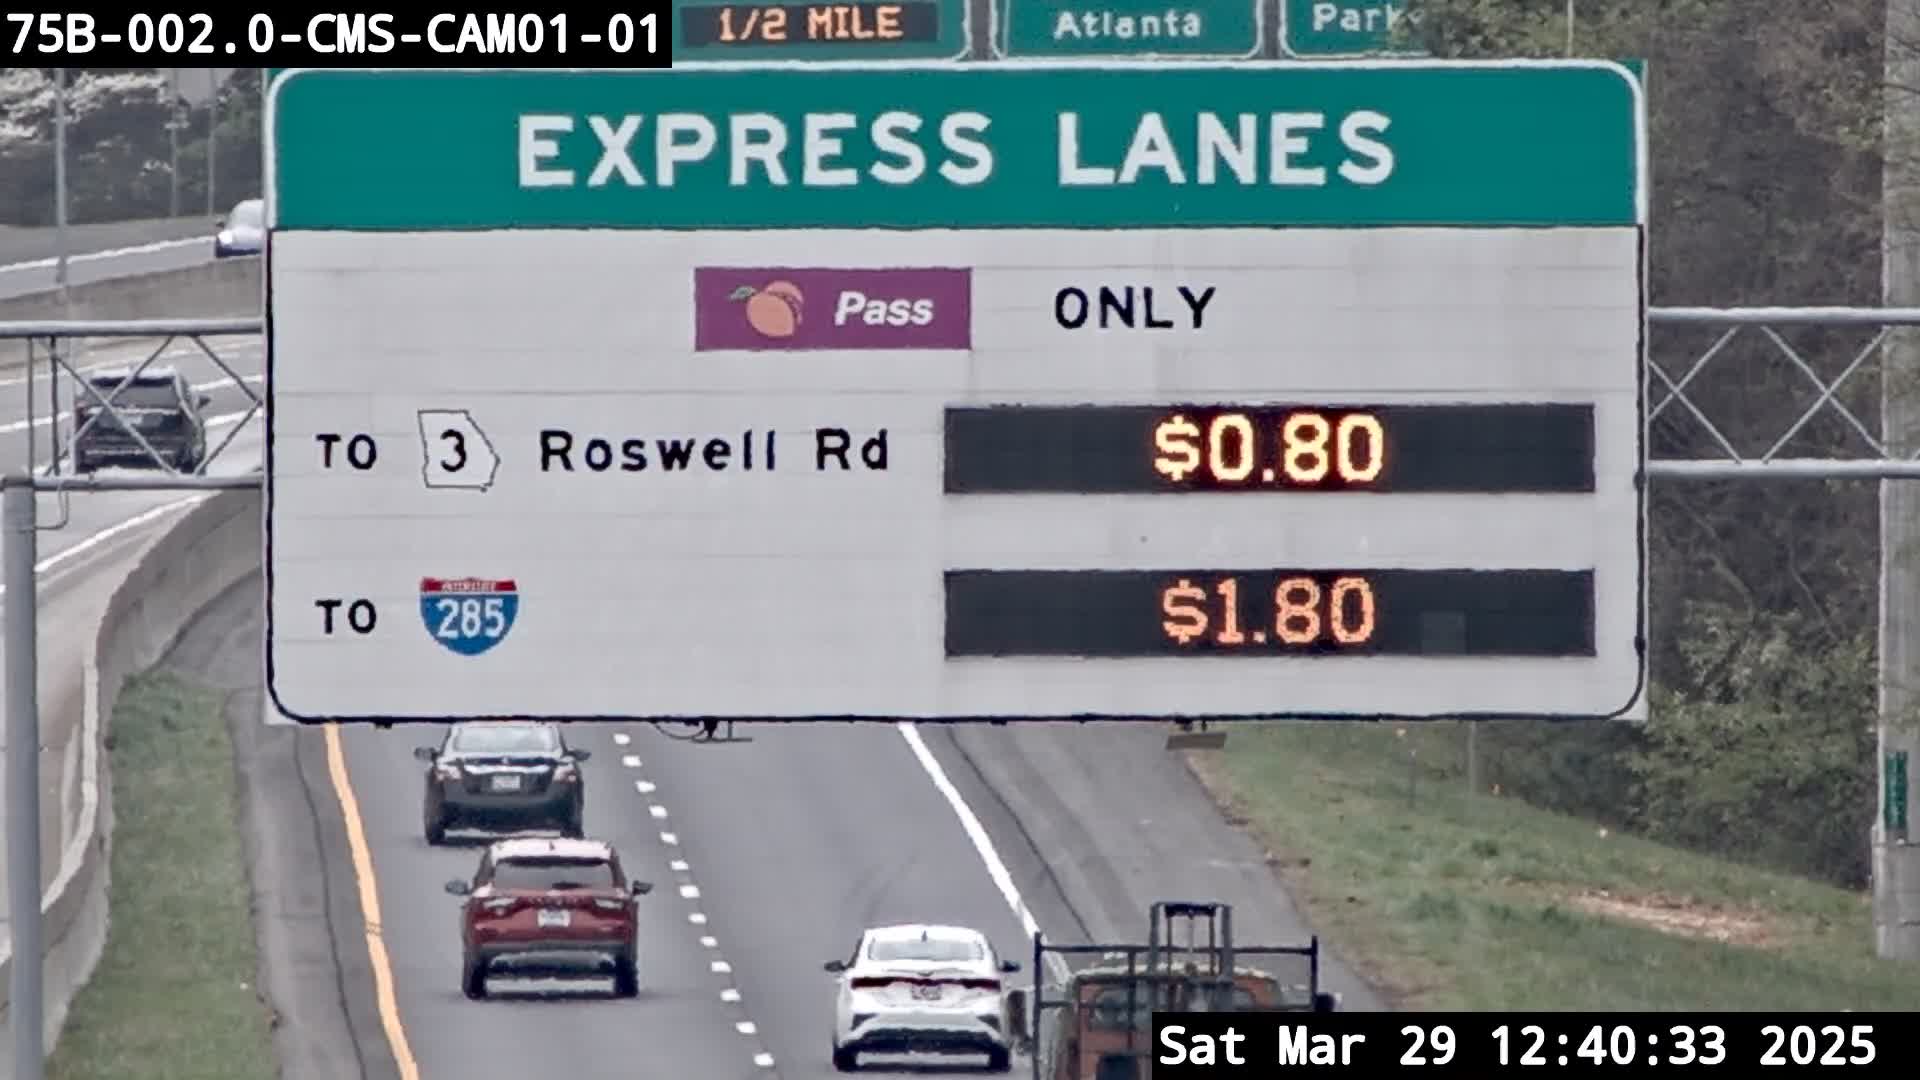 75B-002.0-CMS-CAM01-01
1/2 MILE
Atlanta
EXPRESS LANES
Pass ONLY
TO 3 Roswell Rd $0.80
TO INTERSTATE 285 $1.80
Sat Mar 29 12:40:33 2025